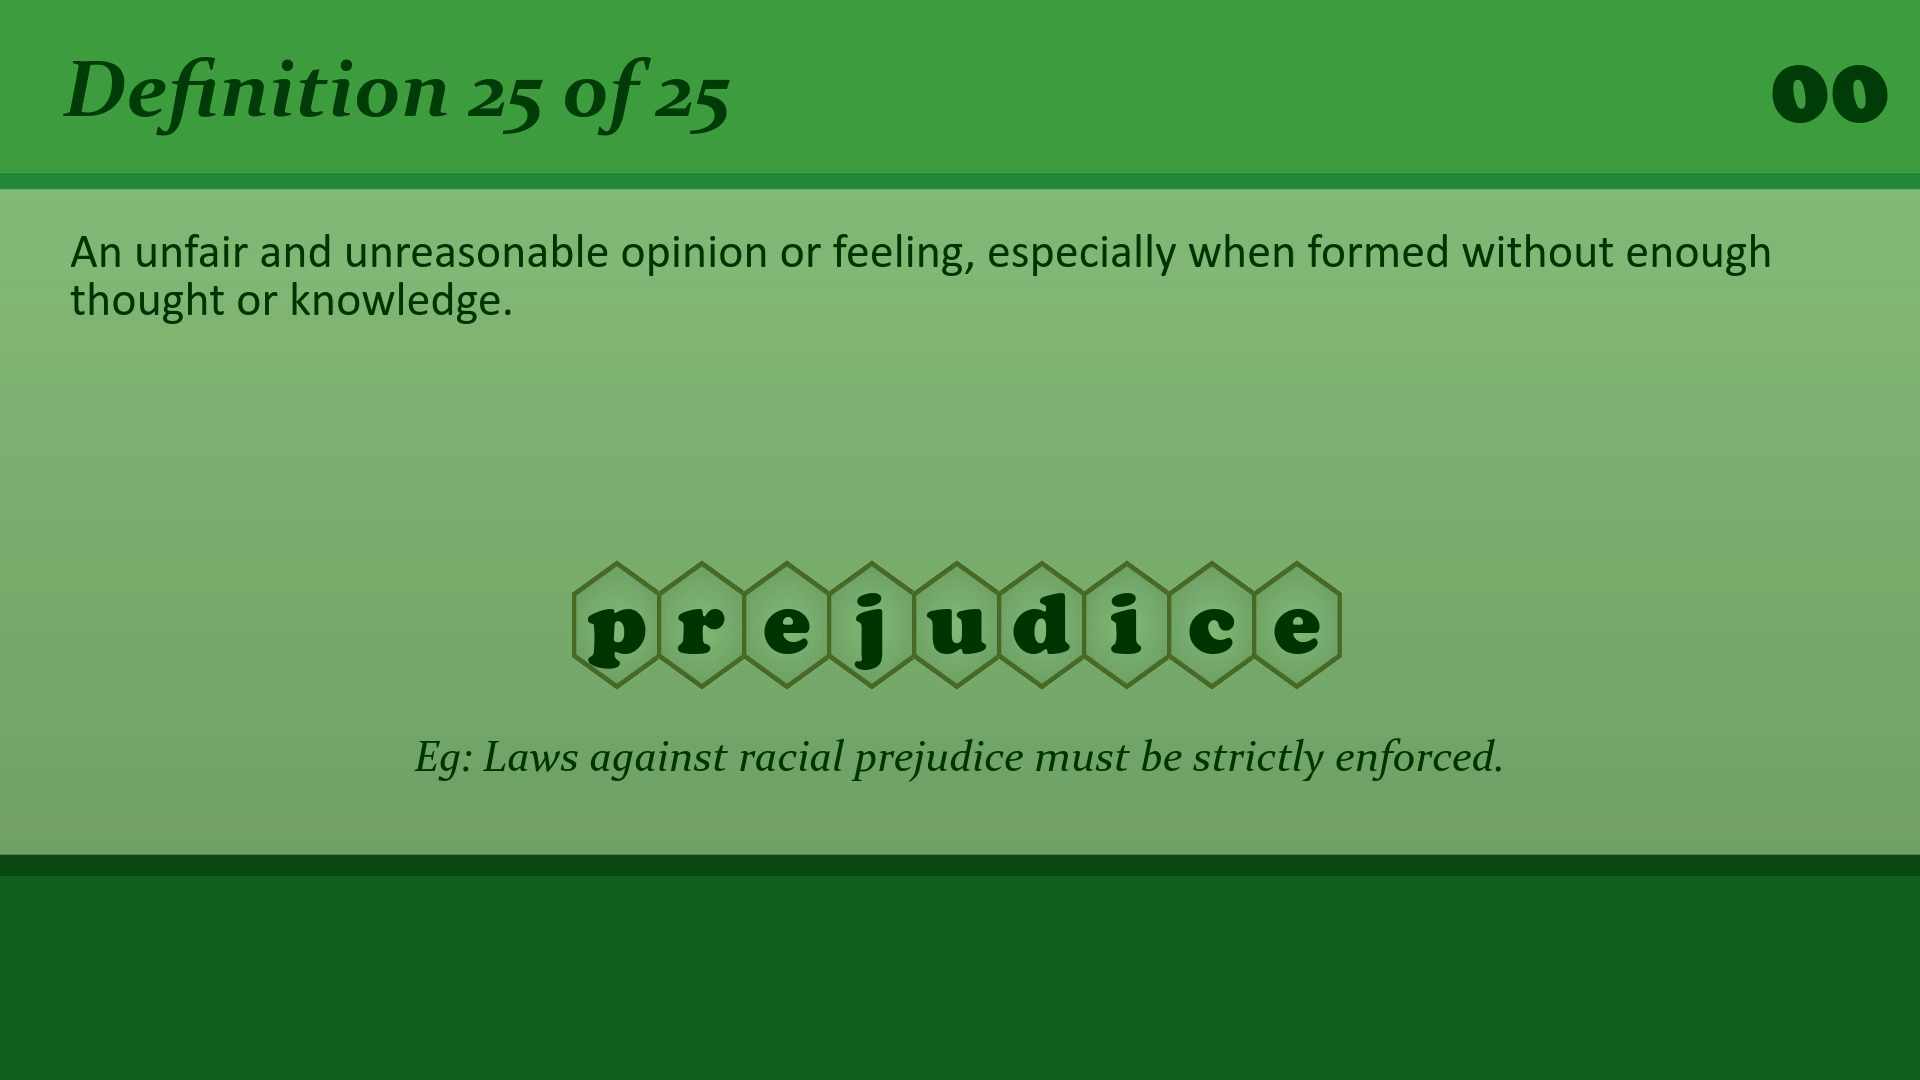 Definition 25 of 25
00
An unfair and unreasonable opinion or feeling, especially when formed without enough
thought or knowledge.
prejudice
Eg: Laws against racial prejudice must be strictly enforced.